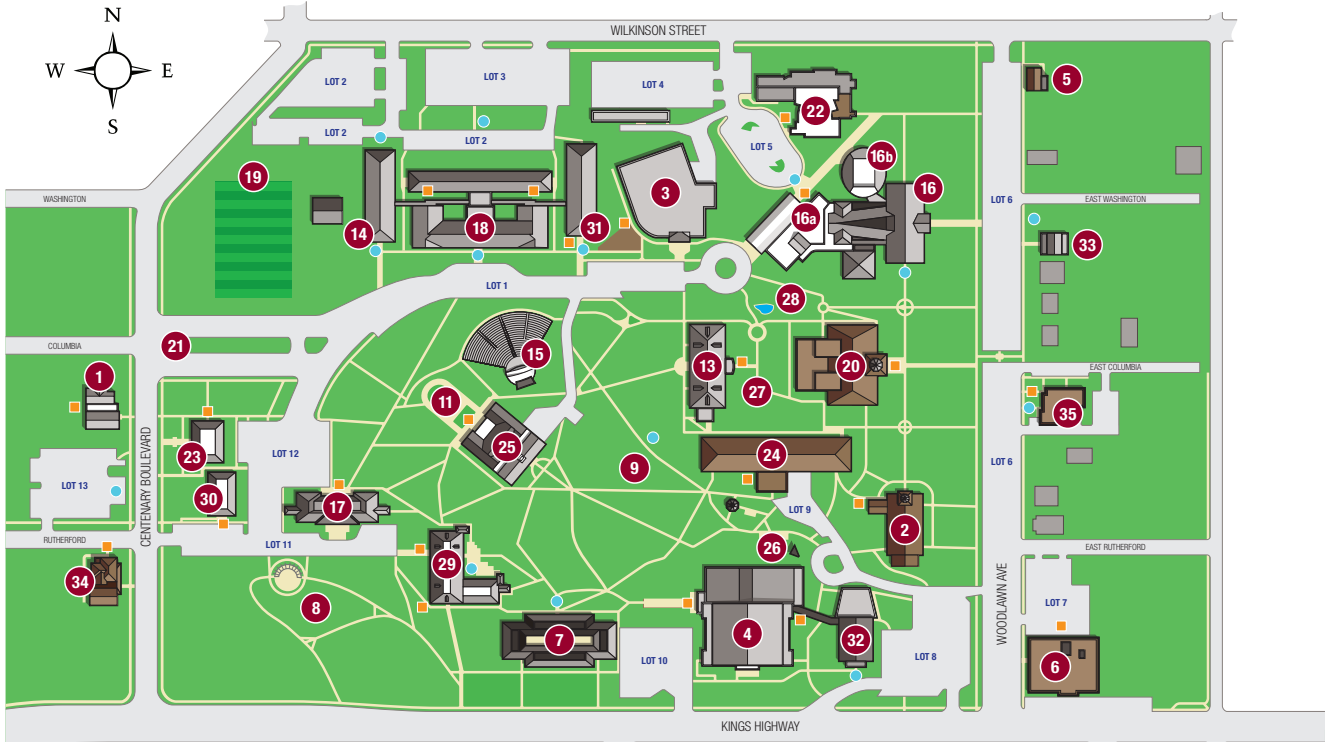 N
W E
S
WILKINSON STREET
LOT 2
LOT 3
LOT 4
5
22
LOT 2
LOT 2
LOT 5
16b
19
3
16
WASHINGTON
LOT 6
EAST WASHINGTON
14
18
31
16a
33
LOT 1
28
21
COLUMBIA
15
13
20
EAST COLUMBIA
1
27
11
35
CENTENARY BOULEVARD
23
LOT 12
25
24
9
LOT 6
LOT 13
30
17
LOT 9
2
RUTHERFORD
LOT 11
26
EAST RUTHERFORD
34
29
8
WOODLAWN AVE
LOT 7
7
4
32
LOT 10
LOT 8
6
KINGS HIGHWAY